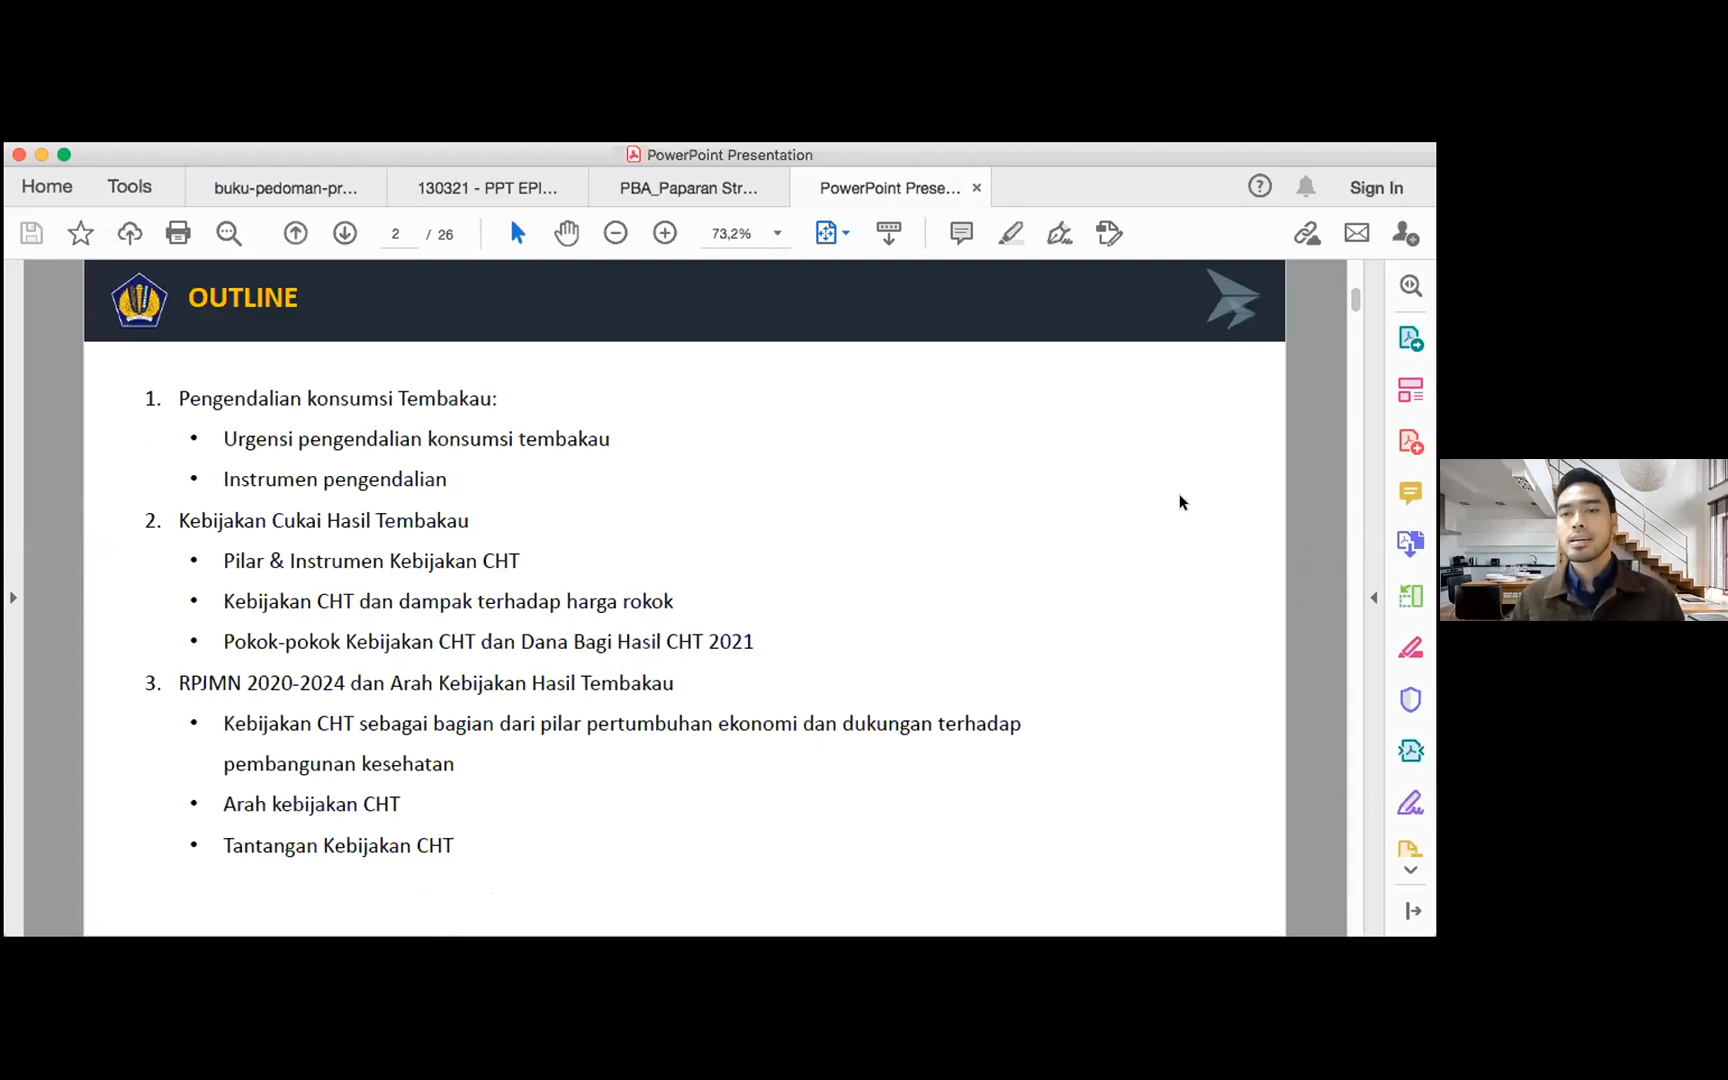 PowerPoint Presentation
Home
Tools
buku-pedoman-pr...
130321 - PPT EPI...
PBA_Paparan Str...
PowerPoint Prese...
Sign In
2 / 26
73,2%
OUTLINE
1. Pengendalian konsumsi Tembakau:
• Urgensi pengendalian konsumsi tembakau
• Instrumen pengendalian
2. Kebijakan Cukai Hasil Tembakau
• Pilar & Instrumen Kebijakan CHT
• Kebijakan CHT dan dampak terhadap harga rokok
• Pokok-pokok Kebijakan CHT dan Dana Bagi Hasil CHT 2021
3. RPJMN 2020-2024 dan Arah Kebijakan Hasil Tembakau
• Kebijakan CHT sebagai bagian dari pilar pertumbuhan ekonomi dan dukungan terhadap
pembangunan kesehatan
• Arah kebijakan CHT
• Tantangan Kebijakan CHT